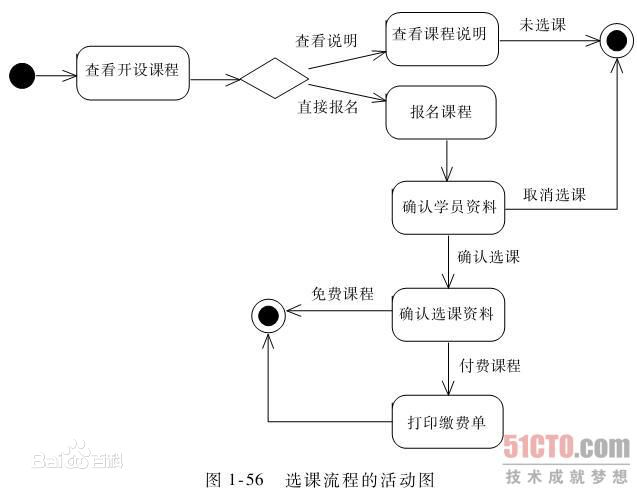 查看说明
查看课程说明
未选课
查看开设课程
直接报名
报名课程
确认学员资料
取消选课
确认选课
免费课程
确认选课资料
付费课程
打印缴费单
Baidu百科
51CTO.com
技术成就梦想
图 1-56 选课流程的活动图